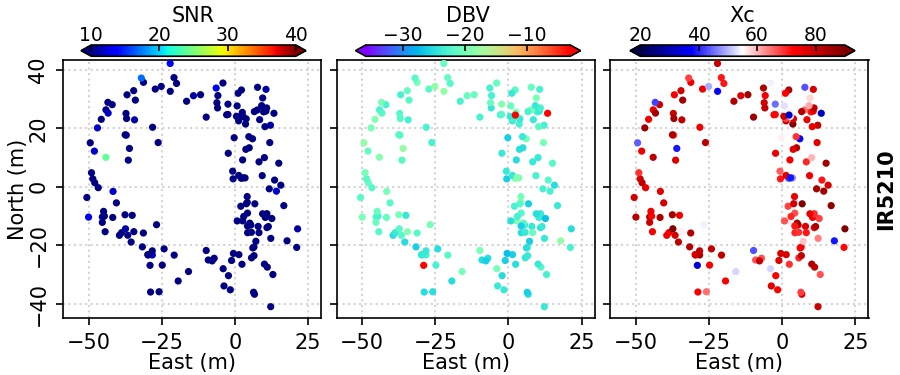 SNR DBV Xc
10 20 30 40 −30 −20 −10 20 40 60 80
North (m)
40
20
0
−20
−40
−50 −25 0 25 −50 −25 0 25 −50 −25 0 25
East (m) East (m) East (m)
IR5210